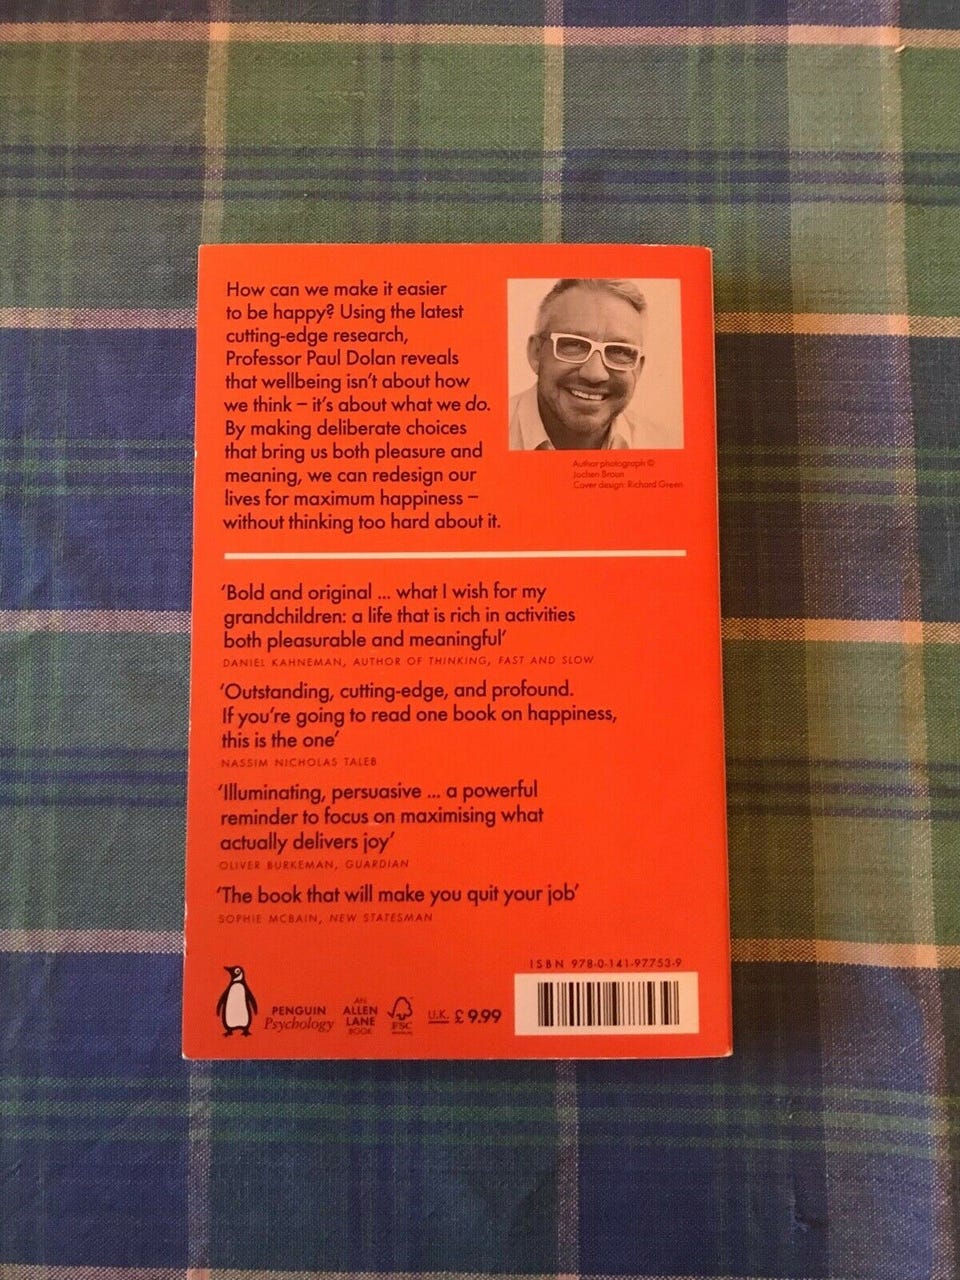 How can we make it easier
to be happy? Using the latest
cutting-edge research,
Professor Paul Dolan reveals
that wellbeing isn't about how
we think – it's about what we do.
By making deliberate choices
that bring us both pleasure and
meaning, we can redesign our
lives for maximum happiness –
without thinking too hard about it.
Author photograph ©
Jochen Braun
Cover design: Richard Green
'Bold and original ... what I wish for my
grandchildren: a life that is rich in activities
both pleasurable and meaningful'
DANIEL KAHNEMAN, AUTHOR OF THINKING, FAST AND SLOW
'Outstanding, cutting-edge, and profound.
If you're going to read one book on happiness,
this is the one'
NASSIM NICHOLAS TALEB
'Illuminating, persuasive ... a powerful
reminder to focus on maximising what
actually delivers joy'
OLIVER BURKEMAN, GUARDIAN
'The book that will make you quit your job'
SOPHIE MCBAIN, NEW STATESMAN
ISBN 978-0-141-97753-9
PENGUIN
Psychology
AN
ALLEN
LANE
BOOK
FSC
U.K. £9.99